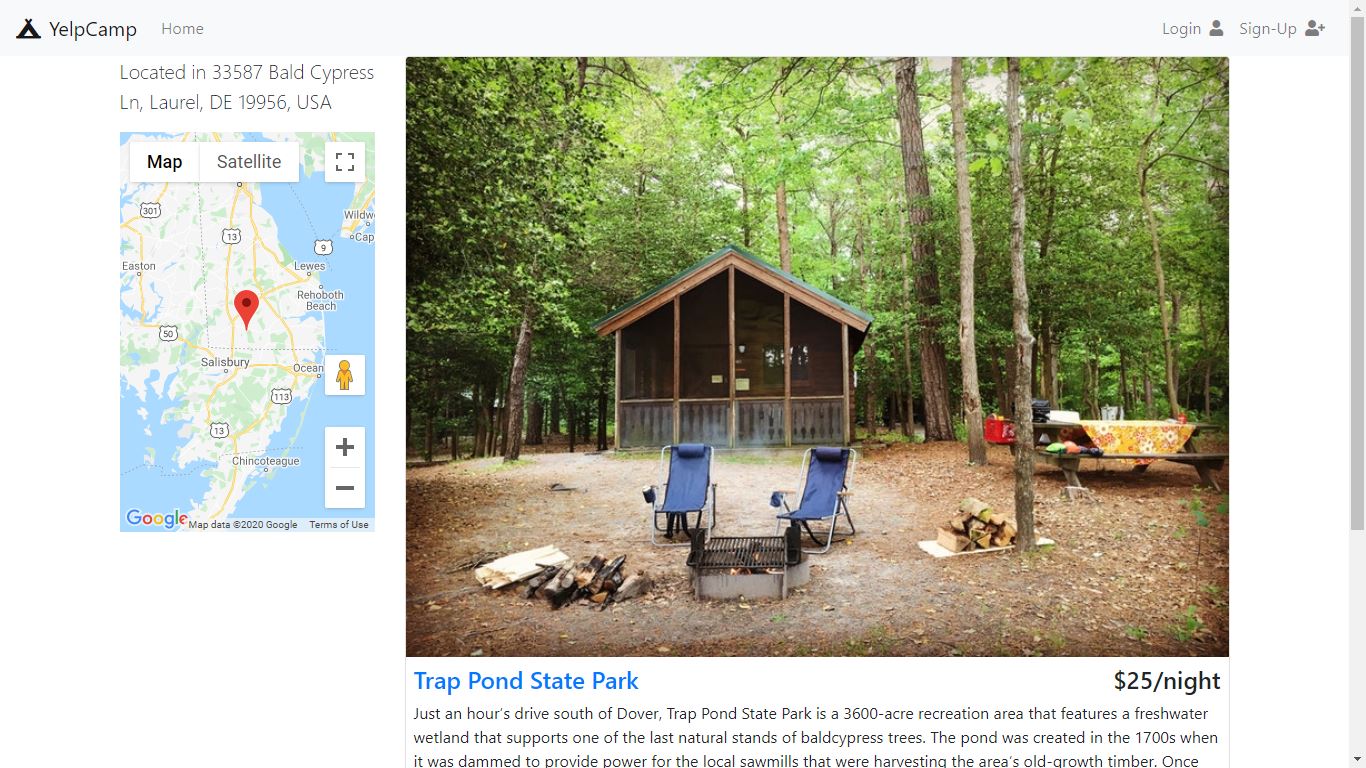 YelpCamp Home Login Sign-Up
Located in 33587 Bald Cypress
Ln, Laurel, DE 19956, USA
Map Satellite
301
13
9
Wildw
Cap
Easton
Lewes
Rehoboth
Beach
50
Salisbury
Ocean
113
13
Chincoteague
Google Map data ©2020 Google Terms of Use
Trap Pond State Park $25/night
Just an hour's drive south of Dover, Trap Pond State Park is a 3600-acre recreation area that features a freshwater
wetland that supports one of the last natural stands of baldcypress trees. The pond was created in the 1700s when
it was dammed to provide power for the local sawmills that were harvesting the area's old-growth timber. Once